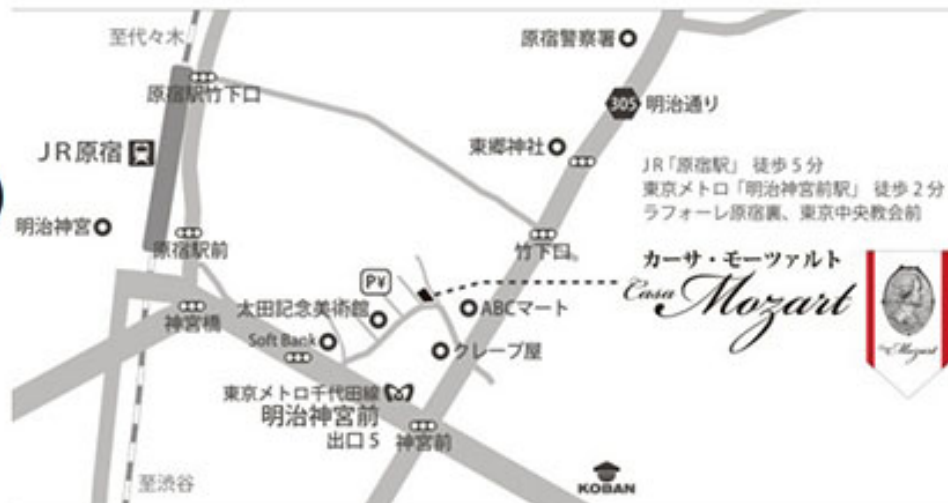 至代々木
原宿警察署
原宿駅竹下口
305 明治通り
JR原宿
東郷神社
JR「原宿駅」 徒歩5分
東京メトロ「明治神宮前駅」 徒歩2分
ラフォーレ原宿裏、東京中央教会前
明治神宮
原宿駅前
竹下口
カーサ・モーツァルト
Casa Mozart
P¥
太田記念美術館
ABCマート
神宮橋
Soft Bank
クレープ屋
Mozart
東京メトロ千代田線
明治神宮前
出口 5
神宮前
至渋谷
KOBAN